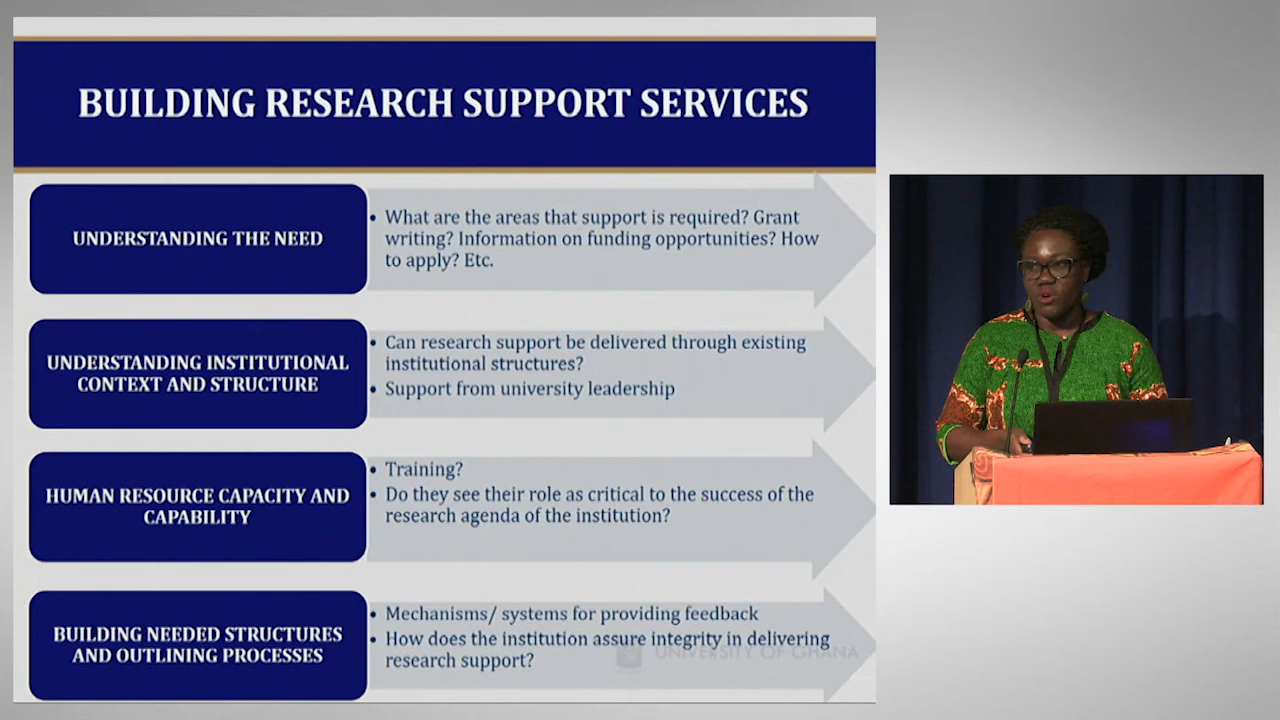 BUILDING RESEARCH SUPPORT SERVICES
UNDERSTANDING THE NEED
• What are the areas that support is required? Grant
writing? Information on funding opportunities? How
to apply? Etc.
UNDERSTANDING INSTITUTIONAL
CONTEXT AND STRUCTURE
• Can research support be delivered through existing
institutional structures?
• Support from university leadership
HUMAN RESOURCE CAPACITY AND
CAPABILITY
• Training?
• Do they see their role as critical to the success of the
research agenda of the institution?
BUILDING NEEDED STRUCTURES
AND OUTLINING PROCESSES
• Mechanisms/ systems for providing feedback
• How does the institution assure integrity in delivering
research support?
UNIVERSITY OF GHANA